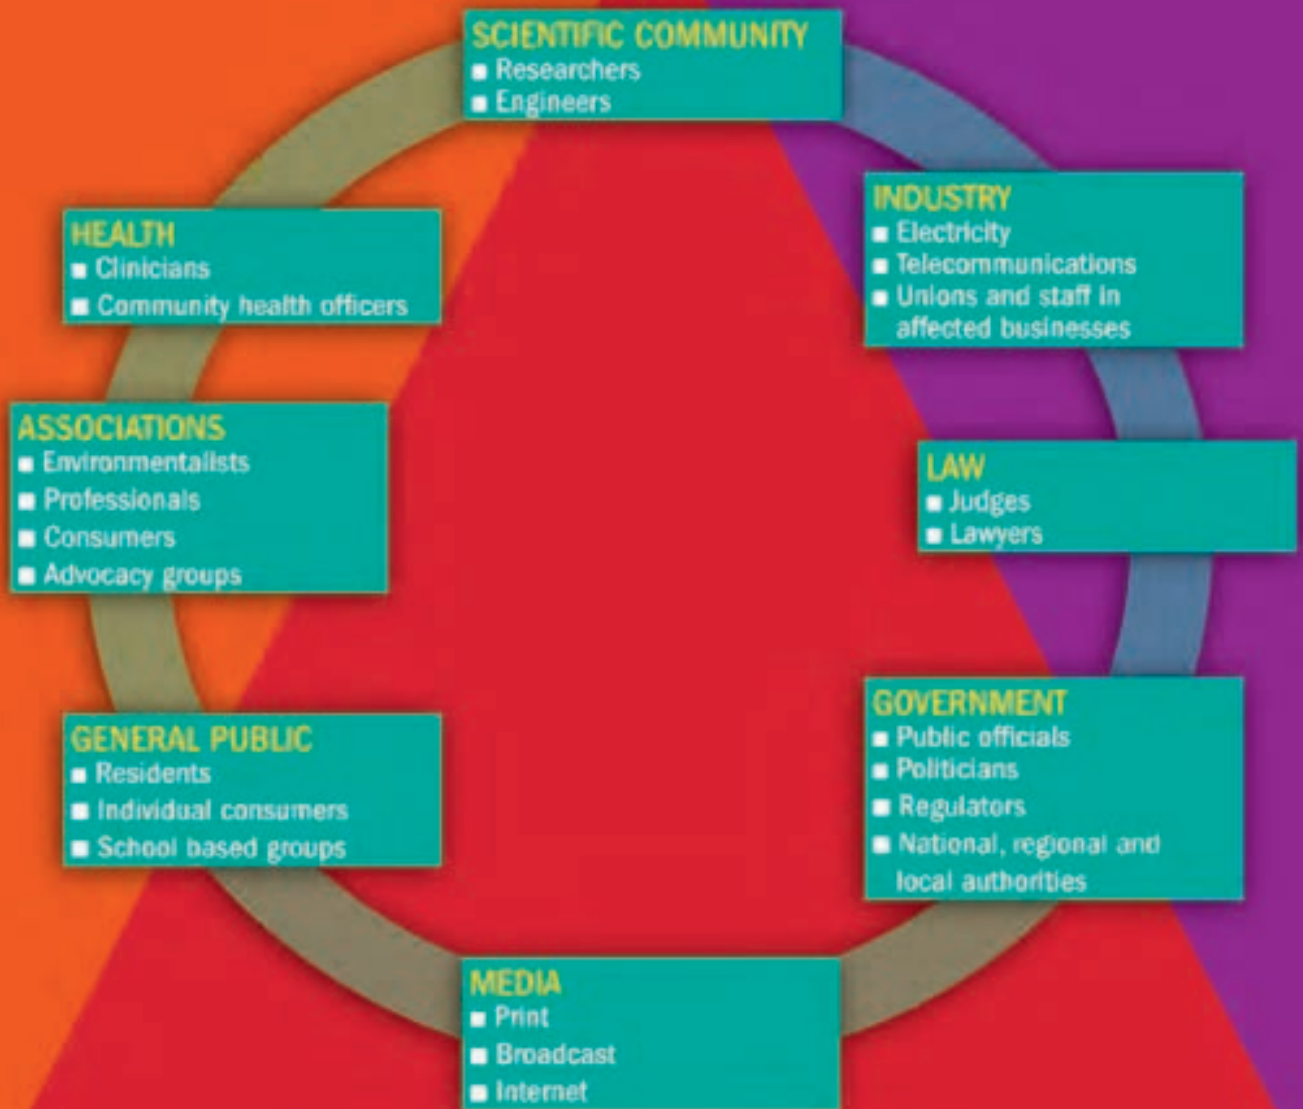 SCIENTIFIC COMMUNITY
■ Researchers
■ Engineers
INDUSTRY
■ Electricity
■ Telecommunications
■ Unions and staff in
affected businesses
LAW
■ Judges
■ Lawyers
GOVERNMENT
■ Public officials
■ Politicians
■ Regulators
■ National, regional and
local authorities
MEDIA
■ Print
■ Broadcast
■ Internet
GENERAL PUBLIC
■ Residents
■ Individual consumers
■ School based groups
ASSOCIATIONS
■ Environmentalists
■ Professionals
■ Consumers
■ Advocacy groups
HEALTH
■ Clinicians
■ Community health officers